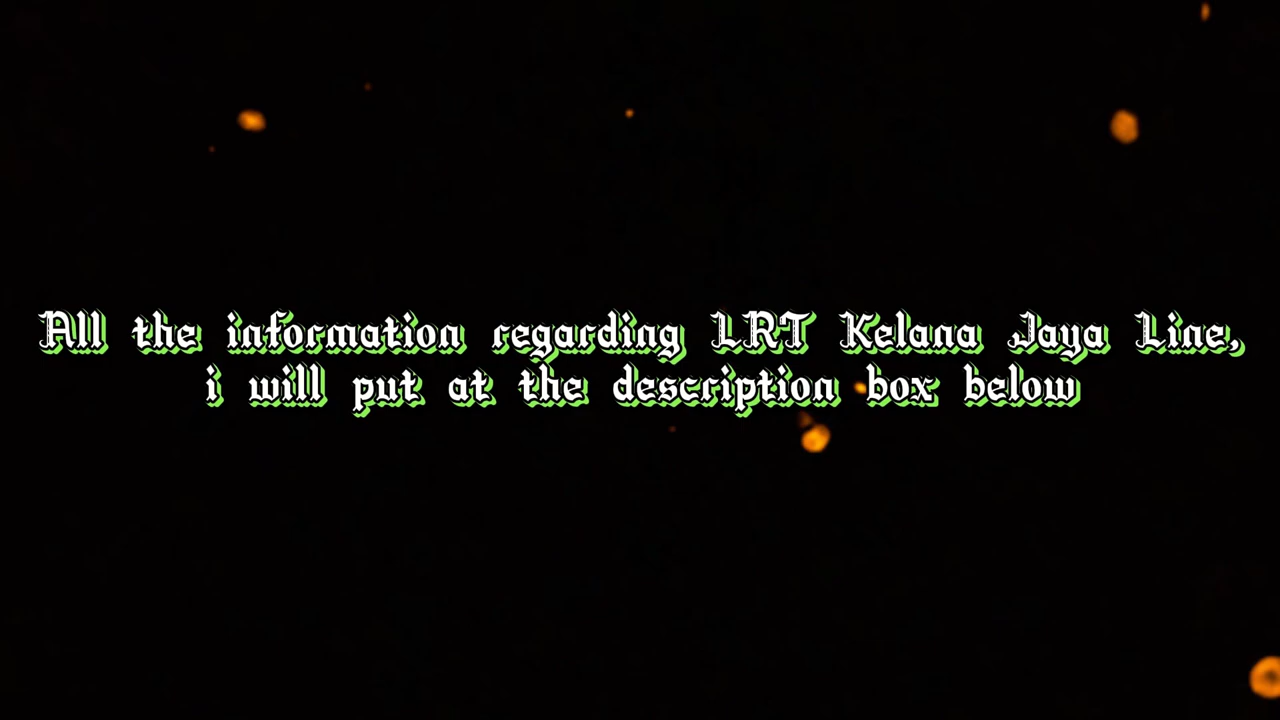 All the information regarding LRT Kelana Jaya Line,
i will put at the description box below